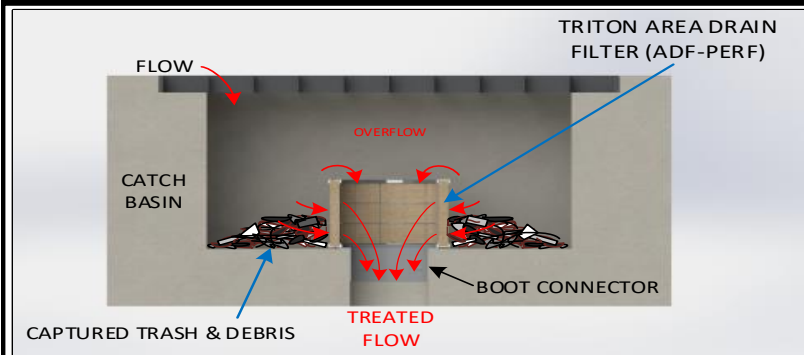 TRITON AREA DRAIN
FILTER (ADF-PERF)
FLOW
OVERFLOW
CATCH
BASIN
BOOT CONNECTOR
CAPTURED TRASH & DEBRIS
TREATED
FLOW